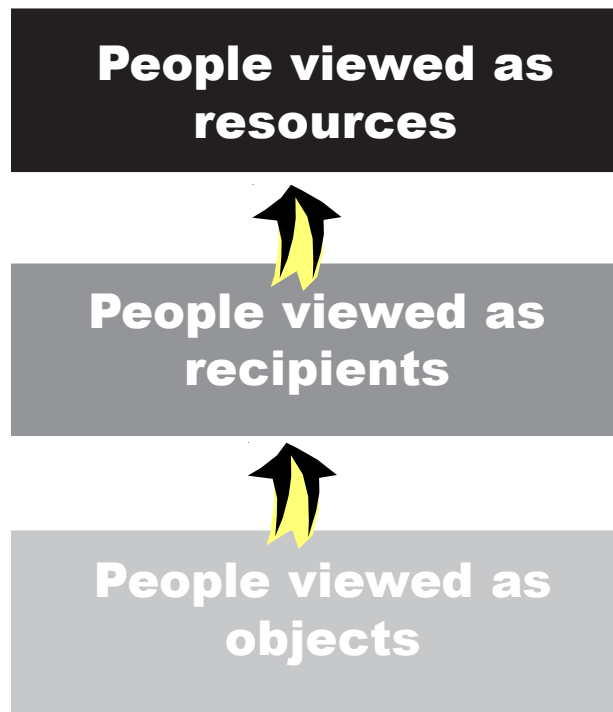 People viewed as
resources
People viewed as
recipients
People viewed as
objects